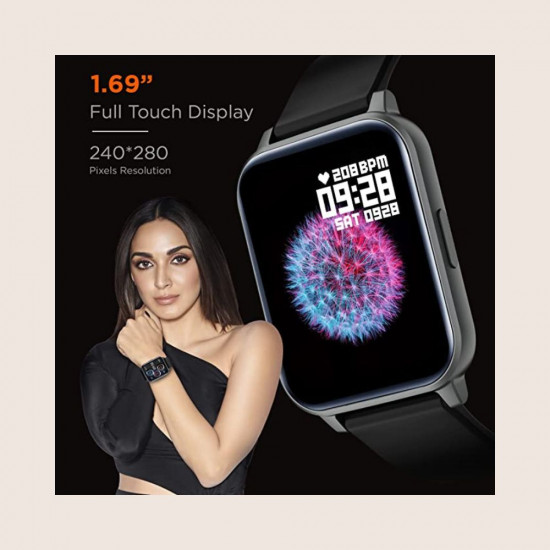 1.69”
Full Touch Display
240*280
Pixels Resolution
208BPM
09:28
SAT 0928